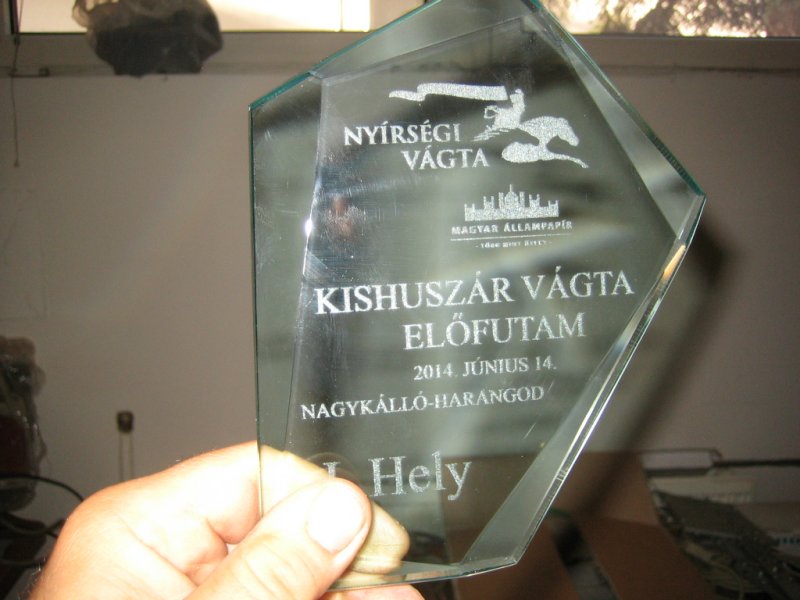 NYÍRSÉGI
VÁGTA
MAGYAR ÁLLAMPAPÍR
KISHUSZÁR VÁGTA
ELŐFUTAM
2014. JÚNIUS 14.
NAGYKÁLLÓ-HARANGOD
Hely